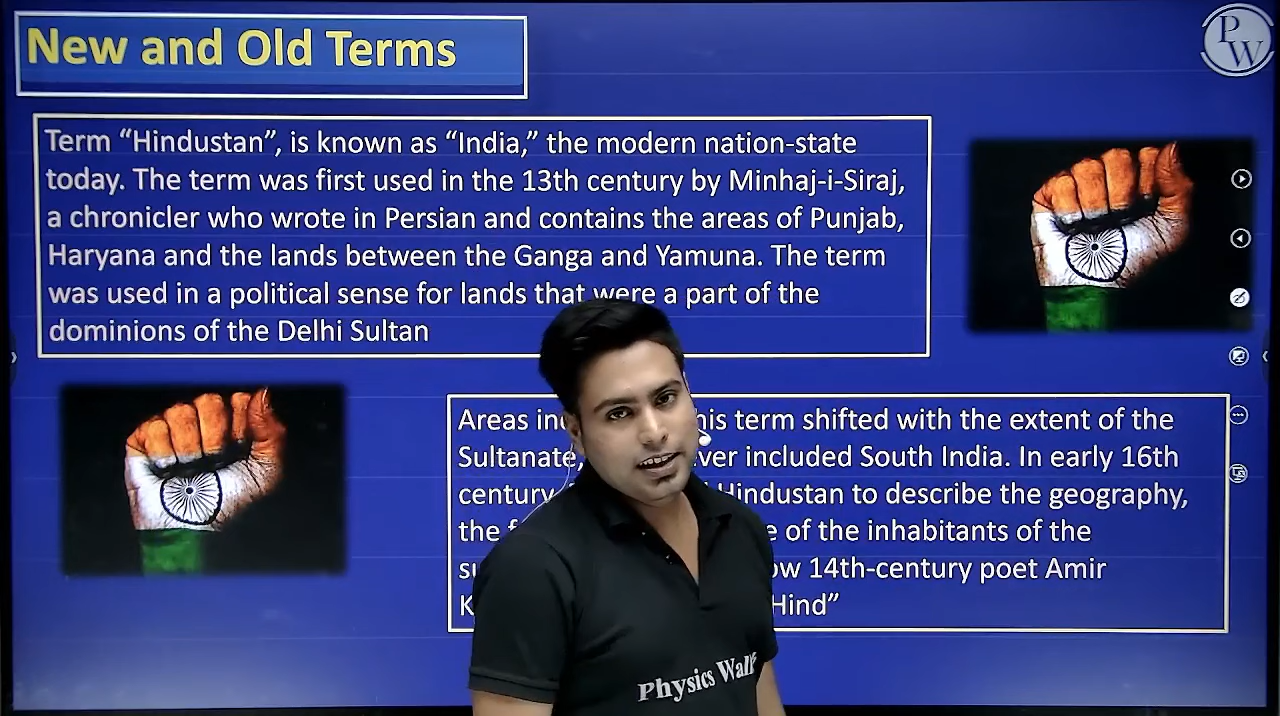 New and Old Terms
PW
Term “Hindustan”, is known as “India,” the modern nation-state
today. The term was first used in the 13th century by Minhaj-i-Siraj,
a chronicler who wrote in Persian and contains the areas of Punjab,
Haryana and the lands between the Ganga and Yamuna. The term
was used in a political sense for lands that were a part of the
dominions of the Delhi Sultan
Areas term shifted with the extent of the
Sultanate, included South India. In early 16th
century Hindustan to describe the geography,
the of the inhabitants of the
14th-century poet Amir
Hind”
Physics Wall